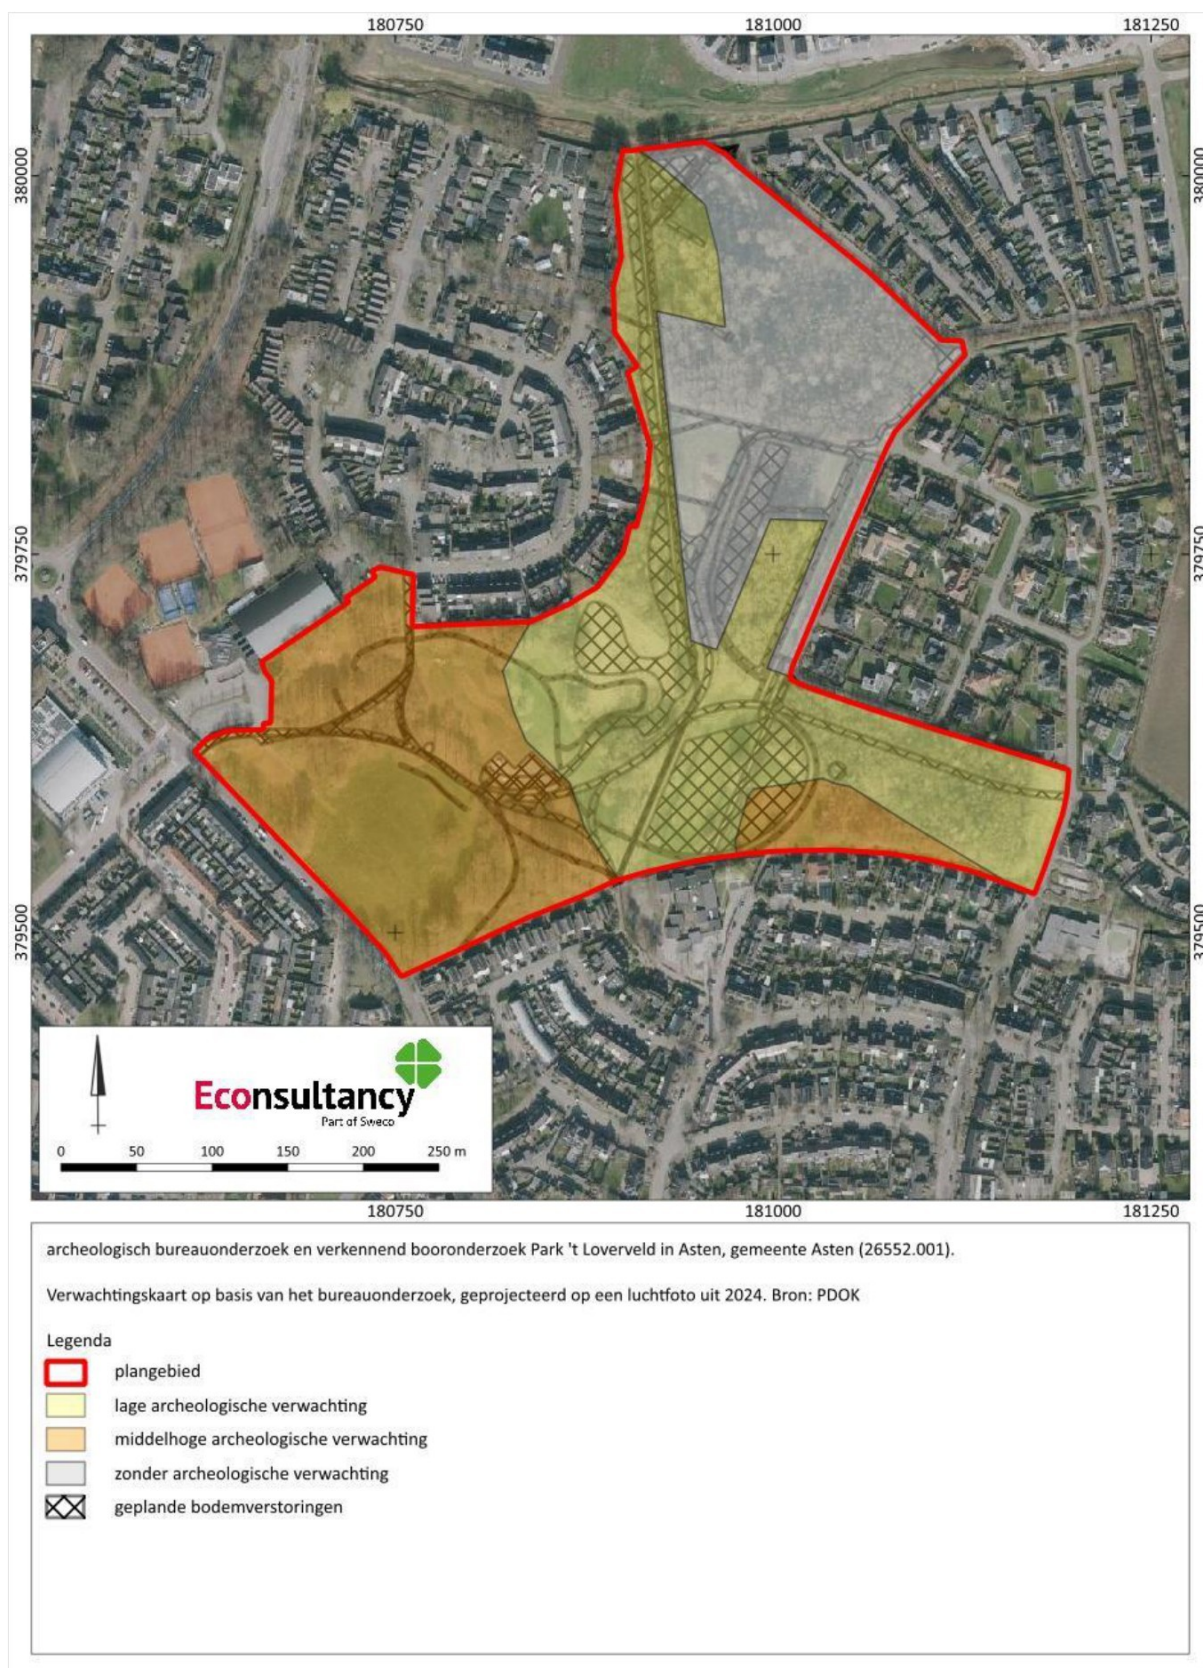 180750 181000 181250
380000 380000
379750 379750
379500 379500
Econsultancy
Part of Sweco
0 50 100 150 200 250 m
180750 181000 181250
archeologisch bureauonderzoek en verkennend booronderzoek Park 't Loverveld in Asten, gemeente Asten (26552.001).
Verwachtingskaart op basis van het bureauonderzoek, geprojecteerd op een luchtfoto uit 2024. Bron: PDOK
Legenda
plangebied
lage archeologische verwachting
middelhoge archeologische verwachting
zonder archeologische verwachting
geplande bodemverstoringen